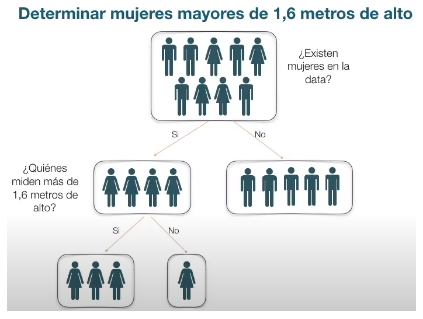 Determinar mujeres mayores de 1,6 metros de alto
¿Existen
mujeres en la
data?
Si
No
¿Quiénes
miden más de
1,6 metros de
alto?
Si
No